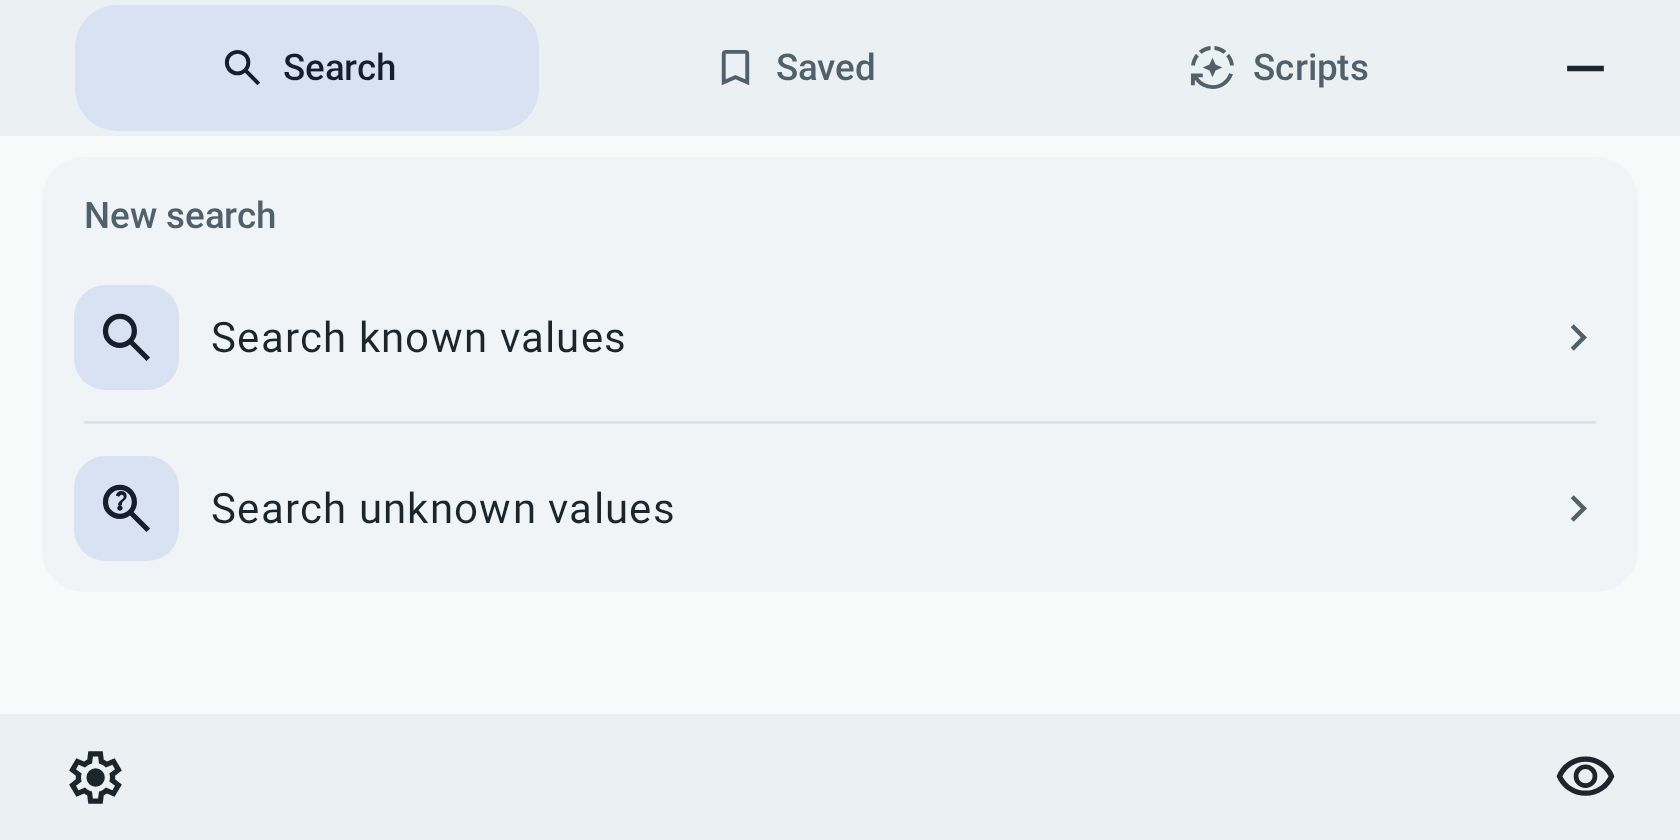 Search
Saved
Scripts
New search
Search known values
Search unknown values